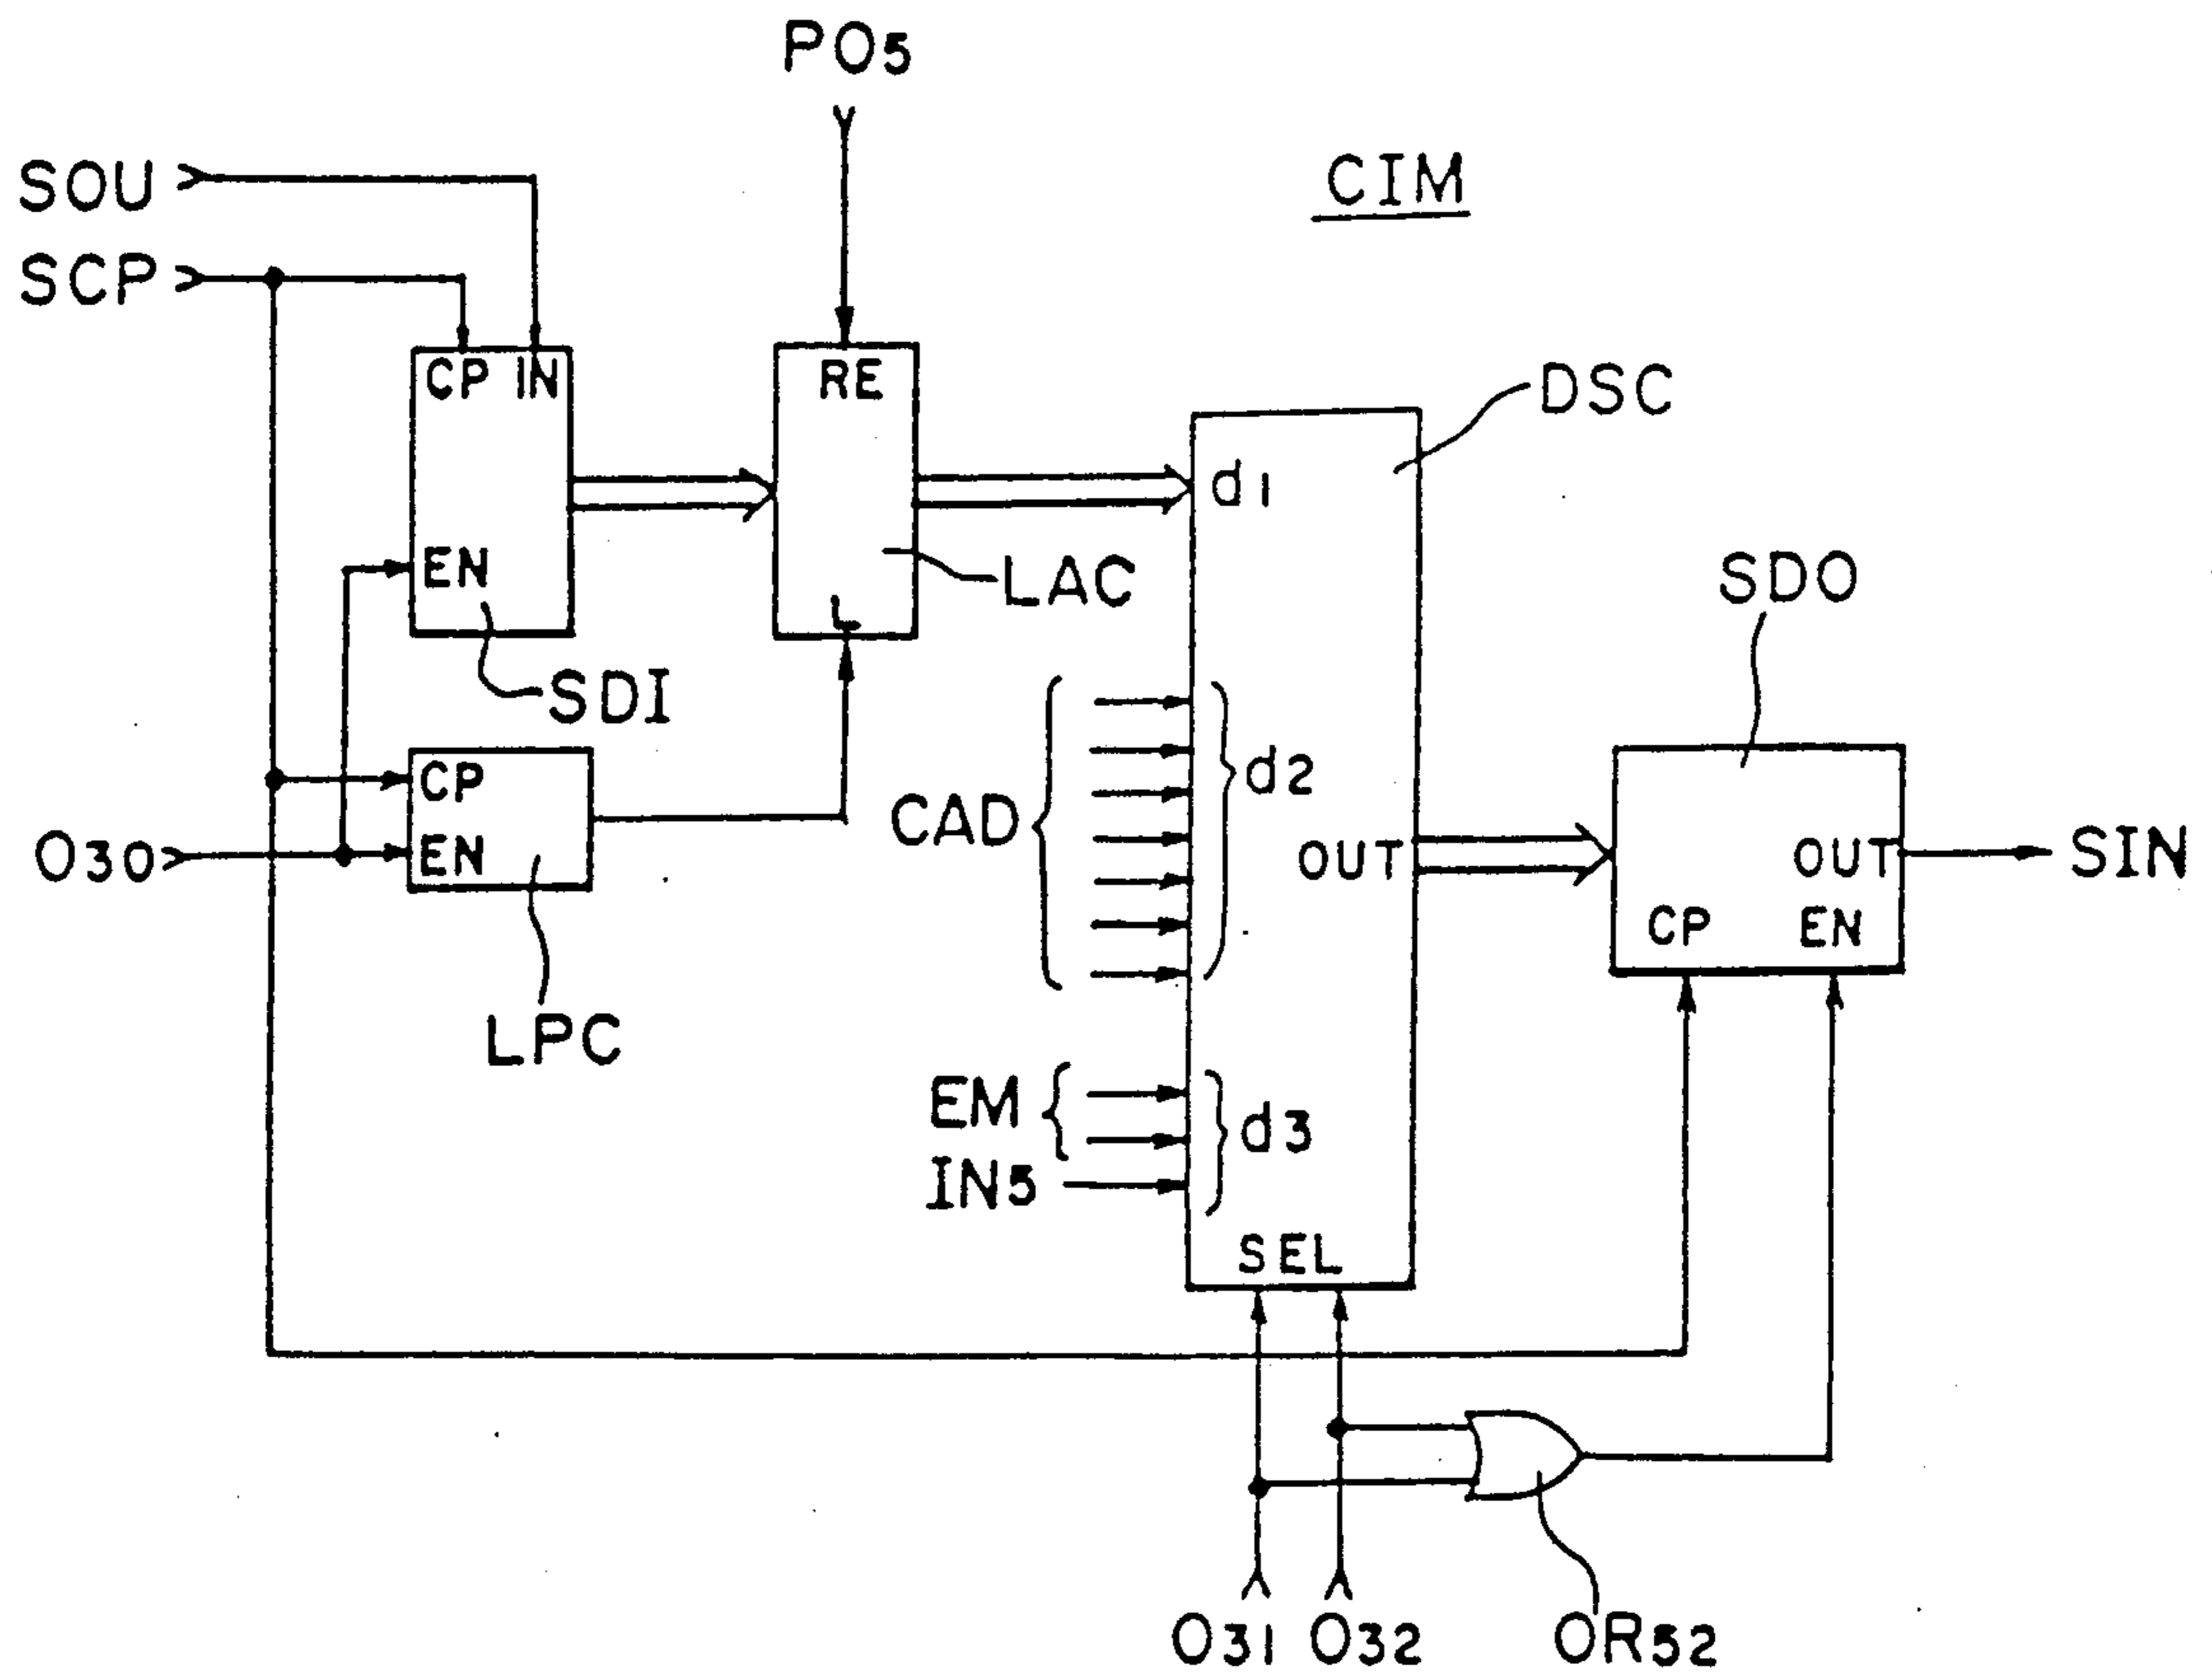 PO5
CIM
SOU
SCP
CP IN
RE
DSC
d1
EN
LAC
L
SDO
SDI
CP
d2
CAD
O30
EN
OUT
OUT
SIN
CP EN
LPC
EM
d3
IN5
SEL
O31 O32
OR52